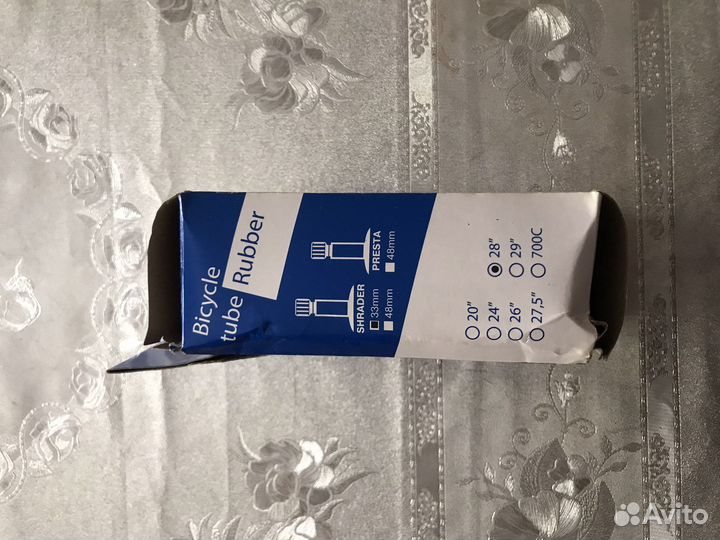 Bicycle
tube Rubber
SHRADER
33mm
48mm
PRESTA
48mm
20"
24"
26"
27,5"
28"
29"
700C
Avito